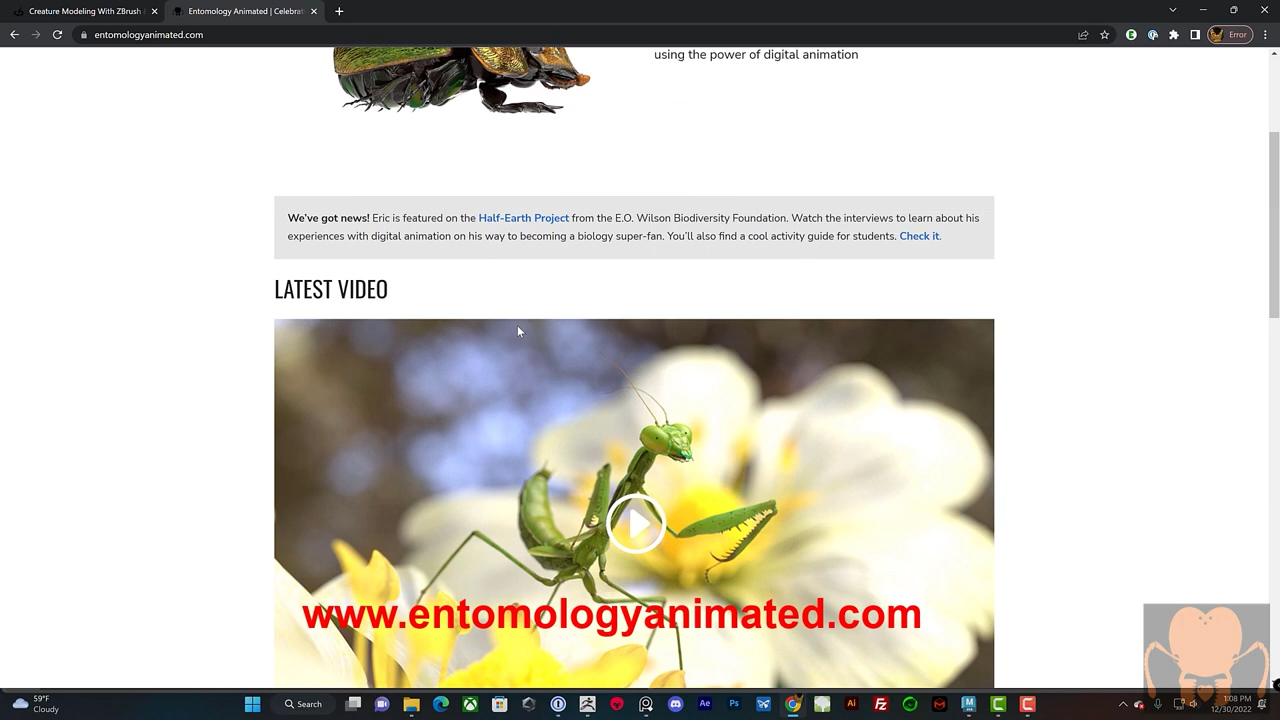 Creature Modeling With ZBrush
Entomology Animated | Celebrat
entomologyanimated.com
Error
using the power of digital animation
We've got news! Eric is featured on the Half-Earth Project from the E.O. Wilson Biodiversity Foundation. Watch the interviews to learn about his
experiences with digital animation on his way to becoming a biology super-fan. You'll also find a cool activity guide for students. Check it.
LATEST VIDEO
www.entomologyanimated.com
59°F
Cloudy
Search
Ae
Ps
Ai
Fz
1:08 PM
12/30/2022